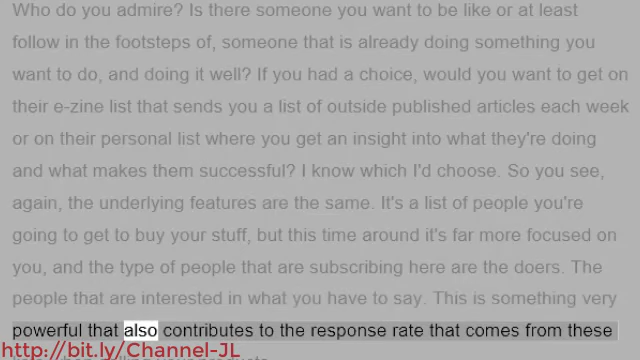 Who do you admire? Is there someone you want to be like or at least
follow in the footsteps of, someone that is already doing something you
want to do, and doing it well? If you had a choice, would you want to get on
their e-zine list that sends you a list of outside published articles each week
or on their personal list where you get an insight into what they're doing
and what makes them successful? I know which I'd choose. So you see,
again, the underlying features are the same. It's a list of people you're
going to get to buy your stuff, but this time around it's far more focused on
you, and the type of people that are subscribing here are the doers. The
people that are interested in what you have to say. This is something very
powerful that also contributes to the response rate that comes from these
http://bit.ly/Channel-JL